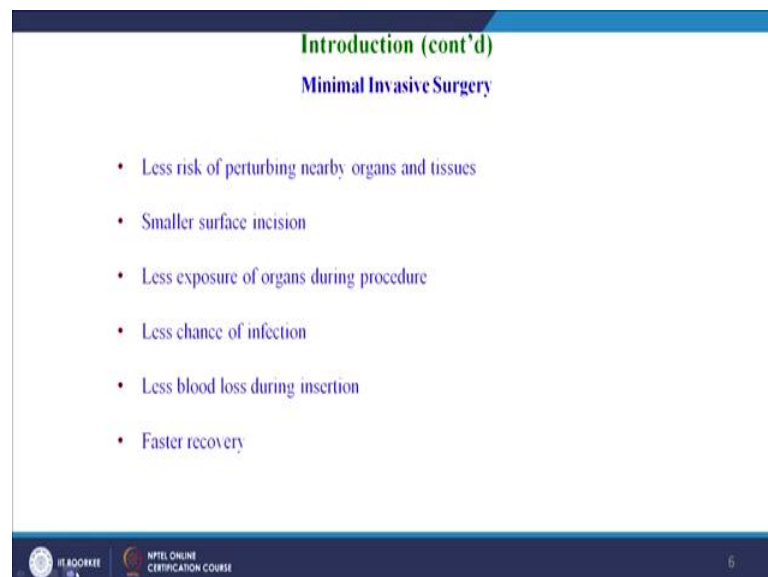 Introduction (cont'd)
Minimal Invasive Surgery
• Less risk of perturbing nearby organs and tissues
• Smaller surface incision
• Less exposure of organs during procedure
• Less chance of infection
• Less blood loss during insertion
• Faster recovery
IIT ROORKEE
NPTEL ONLINE
CERTIFICATION COURSE
6